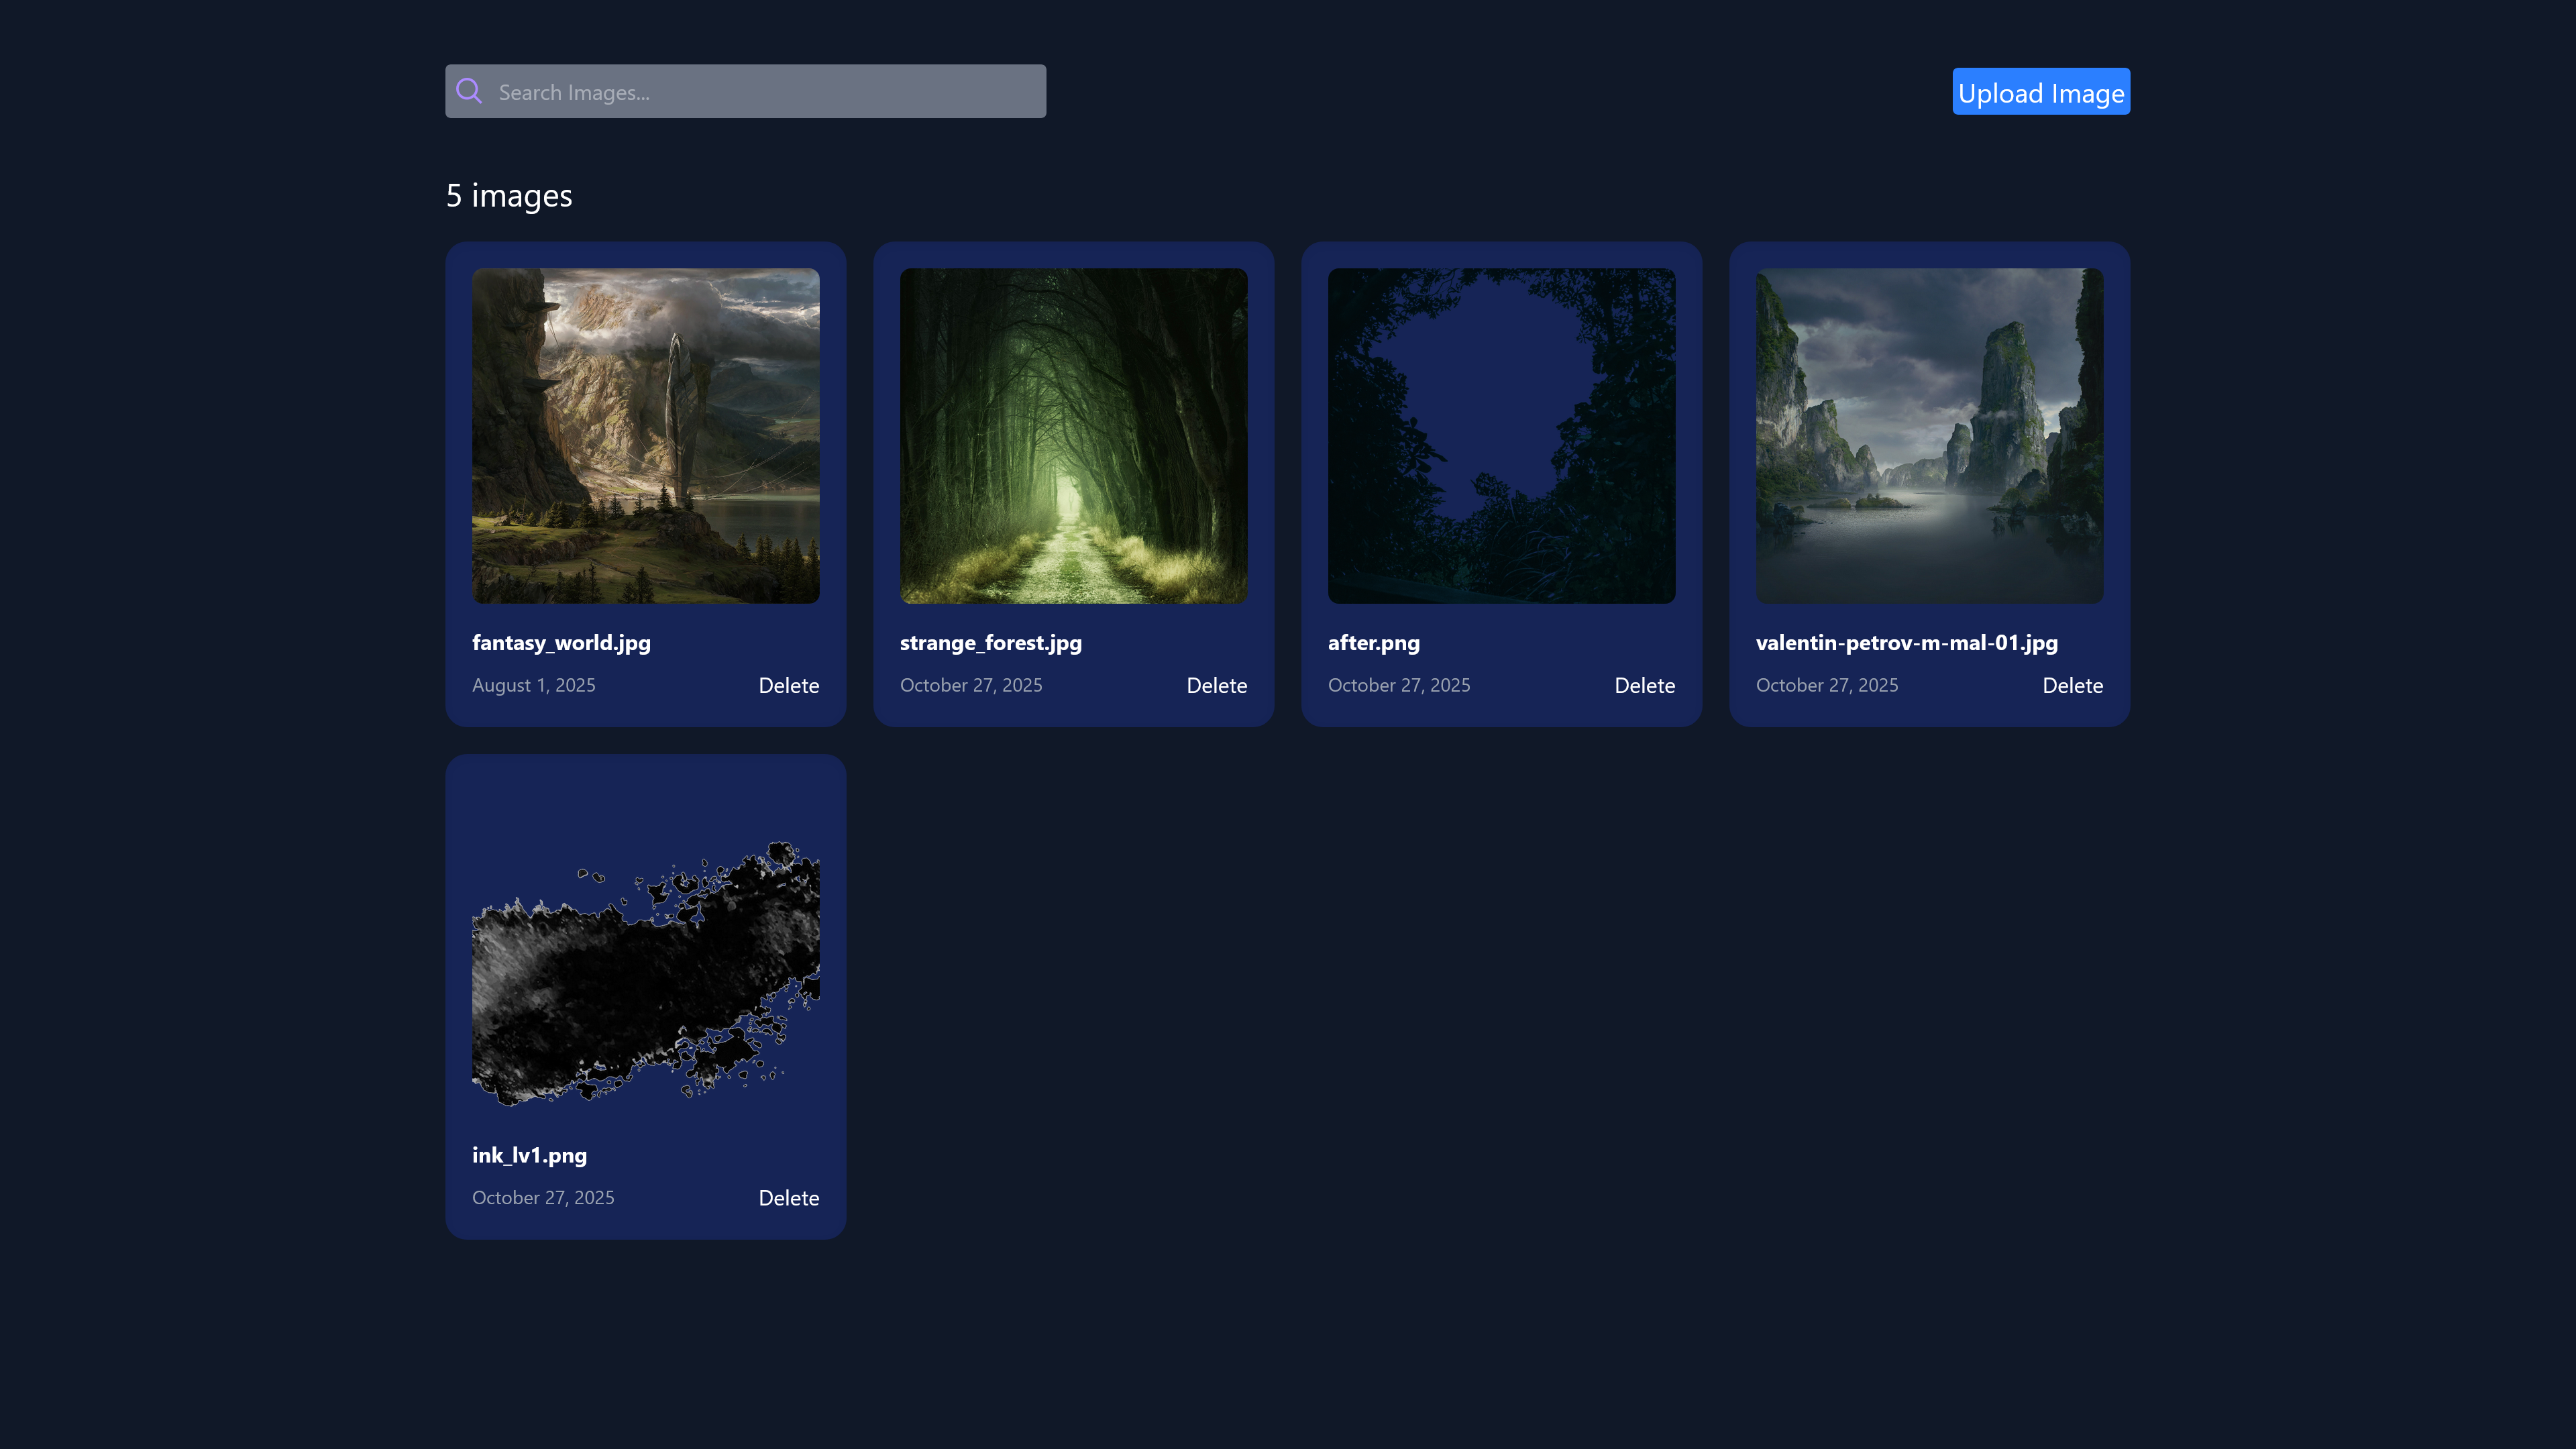 Search Images...
Upload Image
5 images
fantasy_world.jpg
August 1, 2025
Delete
strange_forest.jpg
October 27, 2025
Delete
after.png
October 27, 2025
Delete
valentin-petrov-m-mal-01.jpg
October 27, 2025
Delete
ink_lv1.png
October 27, 2025
Delete